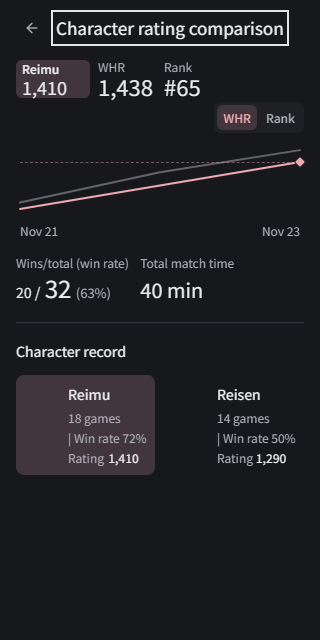 Character rating comparison
Reimu
1,410
WHR
1,438
Rank
#65
WHR Rank
Nov 21 Nov 23
Wins/total (win rate) Total match time
20 / 32 (63%) 40 min
Character record
Reimu
18 games
| Win rate 72%
Rating 1,410
Reisen
14 games
| Win rate 50%
Rating 1,290